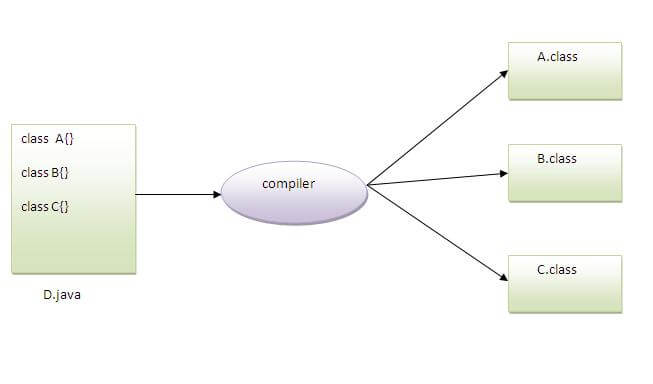 class A{}
class B{}
class C{}
D.java
compiler
A.class
B.class
C.class